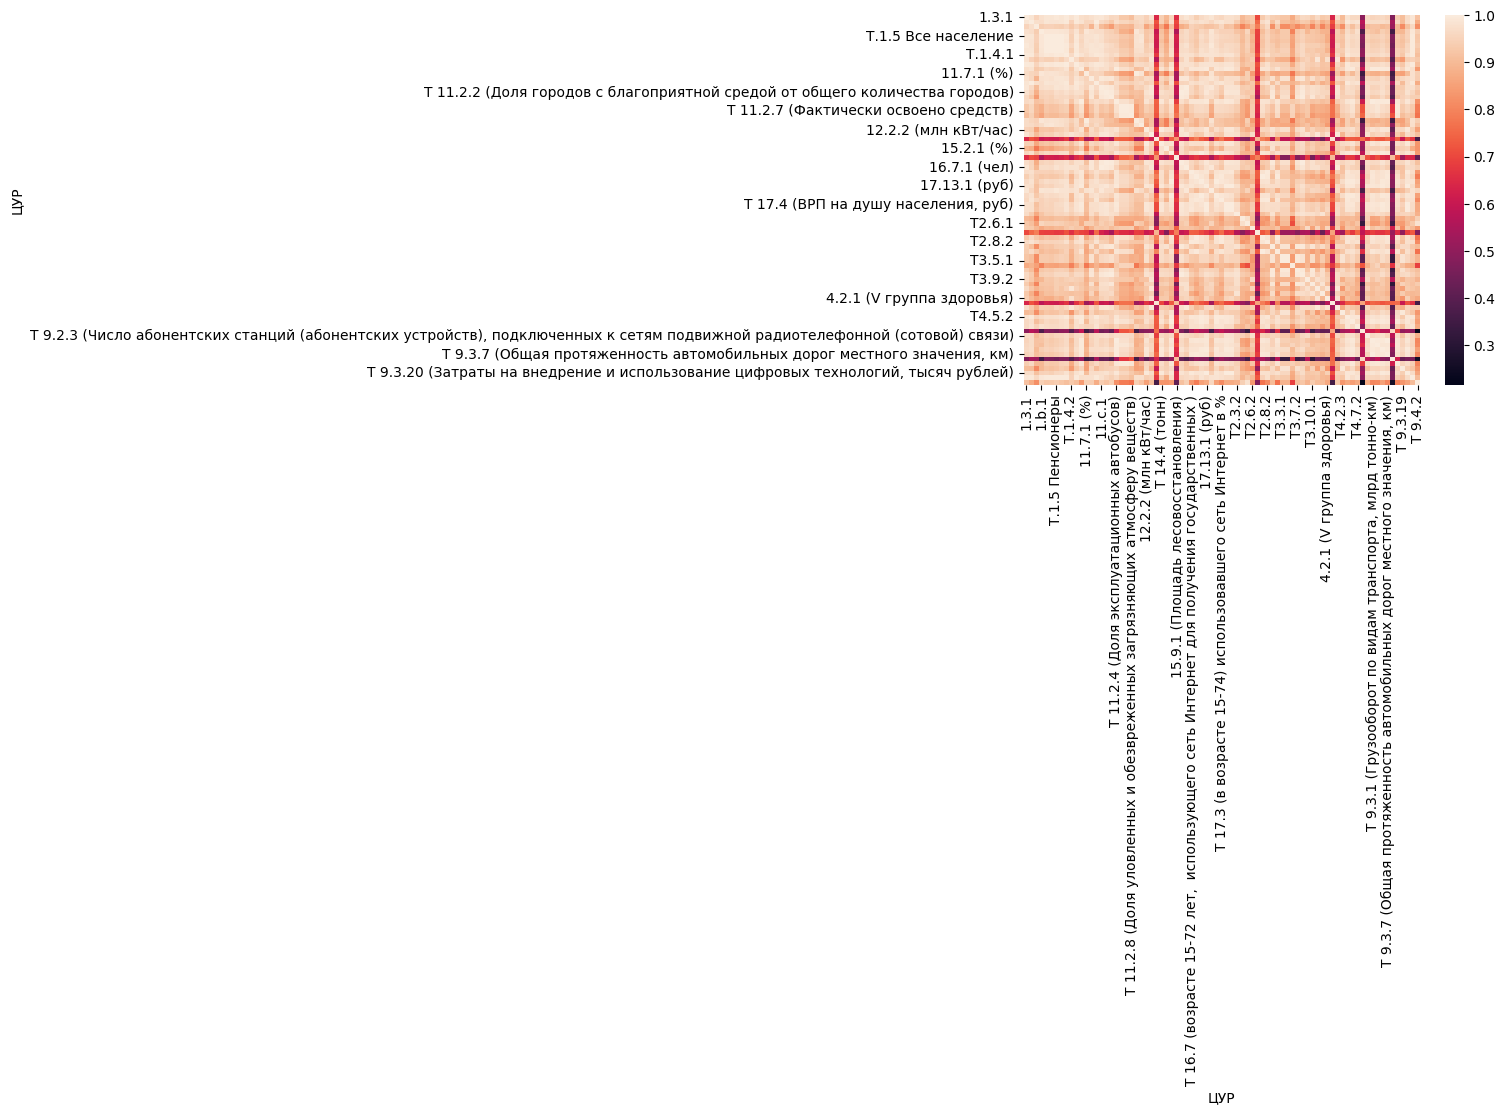 1.3.1
Т.1.5 Все население
Т.1.4.1
11.7.1 (%)
Т 11.2.2 (Доля городов с благоприятной средой от общего количества городов)
Т 11.2.7 (Фактически освоено средств)
12.2.2 (млн кВт/час)
15.2.1 (%)
16.7.1 (чел)
17.13.1 (руб)
Т 17.4 (ВРП на душу населения, руб)
Т2.6.1
Т2.8.2
Т3.5.1
Т3.9.2
4.2.1 (V группа здоровья)
Т4.5.2
Т 9.2.3 (Число абонентских станций (абонентских устройств), подключенных к сетям подвижной радиотелефонной (сотовой) связи)
Т 9.3.7 (Общая протяженность автомобильных дорог местного значения, км)
Т 9.3.20 (Затраты на внедрение и использование цифровых технологий, тысяч рублей)
ЦУР
1.3.1
1.b.1
Т.1.5 Пенсионеры
Т.1.4.2
11.7.1 (%)
11.c.1
Т 11.2.4 (Доля эксплуатационных автобусов)
Т 11.2.8 (Доля уловленных и обезвреженных загрязняющих атмосферу веществ)
12.2.2 (млн кВт/час)
Т 14.4 (тонн)
15.9.1 (Площадь лесовосстановления)
Т 16.7 (возрасте 15-72 лет,  использующего сеть Интернет для получения государственных )
17.13.1 (руб)
Т 17.3 (в возрасте 15-74) использовавшего сеть Интернет в %
Т2.3.2
Т2.6.2
Т2.8.2
Т3.3.1
Т3.7.2
Т3.10.1
4.2.1 (V группа здоровья)
Т4.2.3
Т4.7.2
Т 9.3.1 (Грузооборот по видам транспорта, млрд тонно-км)
Т 9.3.7 (Общая протяженность автомобильных дорог местного значения, км)
Т 9.3.19
Т 9.4.2
ЦУР
1.0
0.9
0.8
0.7
0.6
0.5
0.4
0.3